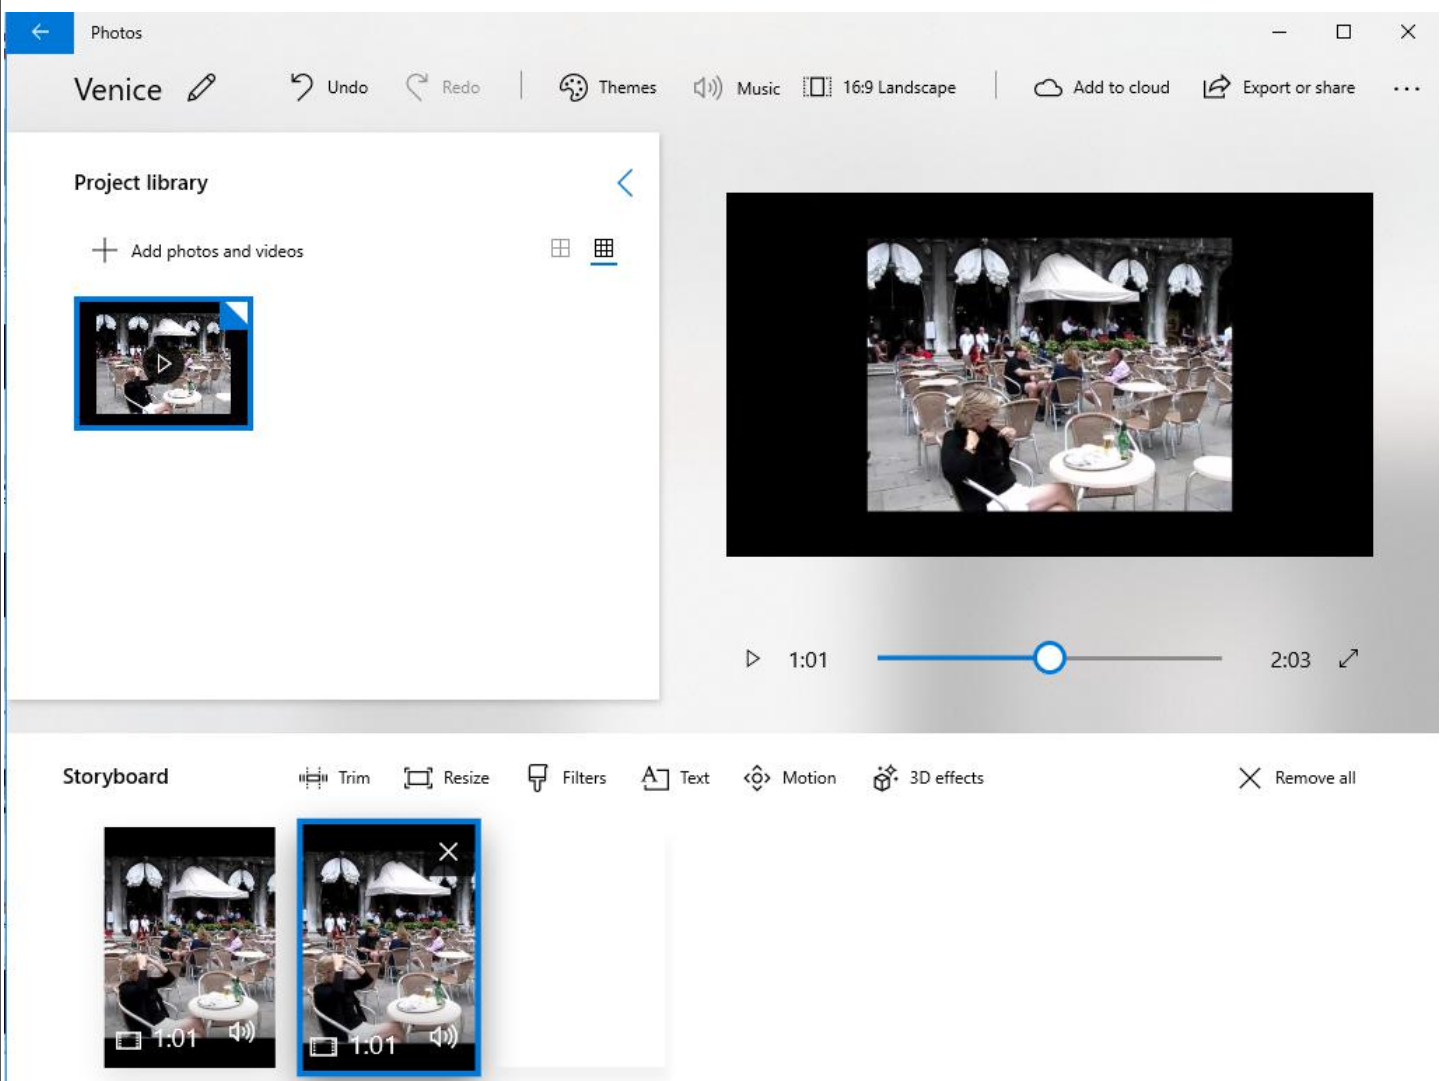 Photos
Venice Undo Redo Themes Music 16:9 Landscape Add to cloud Export or share
Project library
Add photos and videos
1:01 2:03
Storyboard Trim Resize Filters Text Motion 3D effects Remove all
1:01 1:01